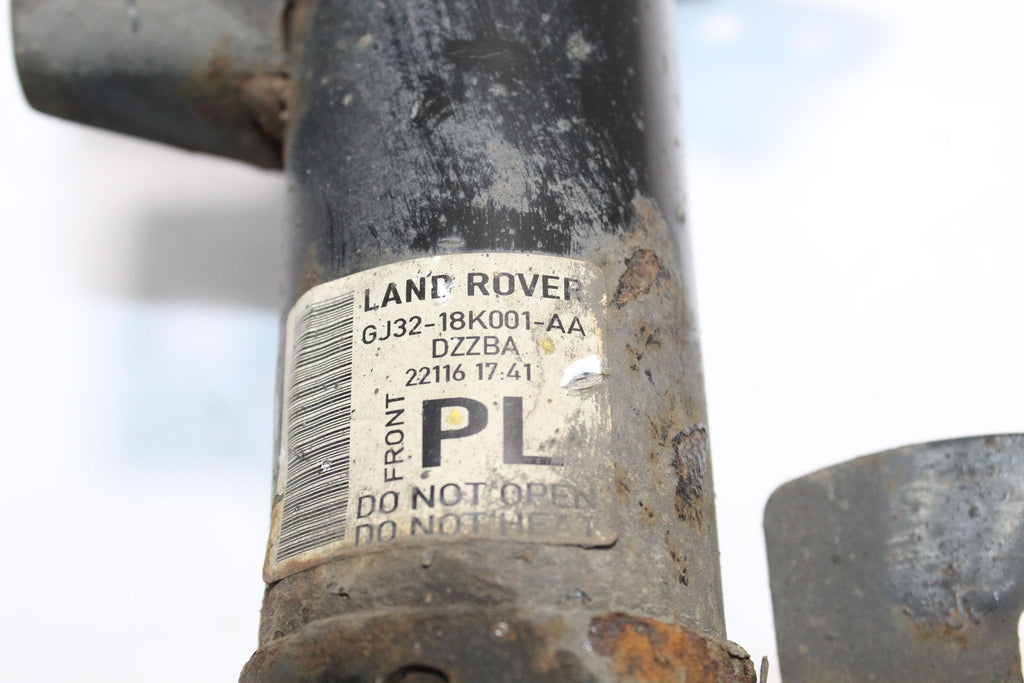 LAND ROVER
GJ32-18K001-AA
DZZBA
22116 17:41
FRONT
PL
DO NOT OPEN
DO NOT HEAT